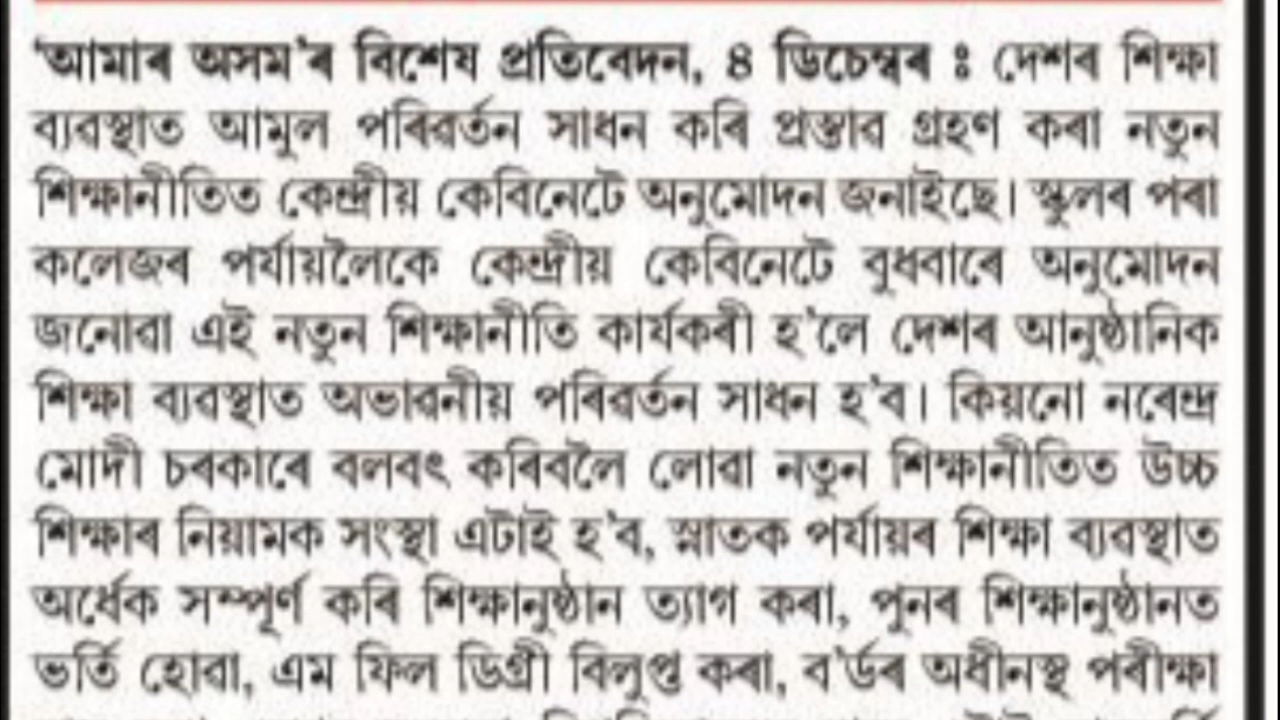 'আমাৰ অসম'ৰ বিশেষ প্ৰতিবেদন, ৪ ডিচেম্বৰ ঃ দেশৰ শিক্ষা
ব্যৱস্থাত আমুল পৰিৱৰ্তন সাধন কৰি প্ৰস্তাৱ গ্ৰহণ কৰা নতুন
শিক্ষানীতিত কেন্দ্ৰীয় কেবিনেটে অনুমোদন জনাইছে। স্কুলৰ পৰা
কলেজৰ পৰ্যায়লৈকে কেন্দ্ৰীয় কেবিনেটে বুধবাৰে অনুমোদন
জনোৱা এই নতুন শিক্ষানীতি কাৰ্যকৰী হ'লে দেশৰ আনুষ্ঠানিক
শিক্ষা ব্যৱস্থাত অভাৱনীয় পৰিৱৰ্তন সাধন হ'ব। কিয়নো নৰেন্দ্ৰ
মোদী চৰকাৰে বলবৎ কৰিবলৈ লোৱা নতুন শিক্ষানীতিত উচ্চ
শিক্ষাৰ নিয়ামক সংস্থা এটাই হ'ব, স্নাতক পৰ্যায়ৰ শিক্ষা ব্যৱস্থাত
অৰ্ধেক সম্পূৰ্ণ কৰি শিক্ষানুষ্ঠান ত্যাগ কৰা, পুনৰ শিক্ষানুষ্ঠানত
ভৰ্তি হোৱা, এম ফিল ডিগ্ৰী বিলুপ্ত কৰা, ব'ৰ্ডৰ অধীনস্থ পৰীক্ষা